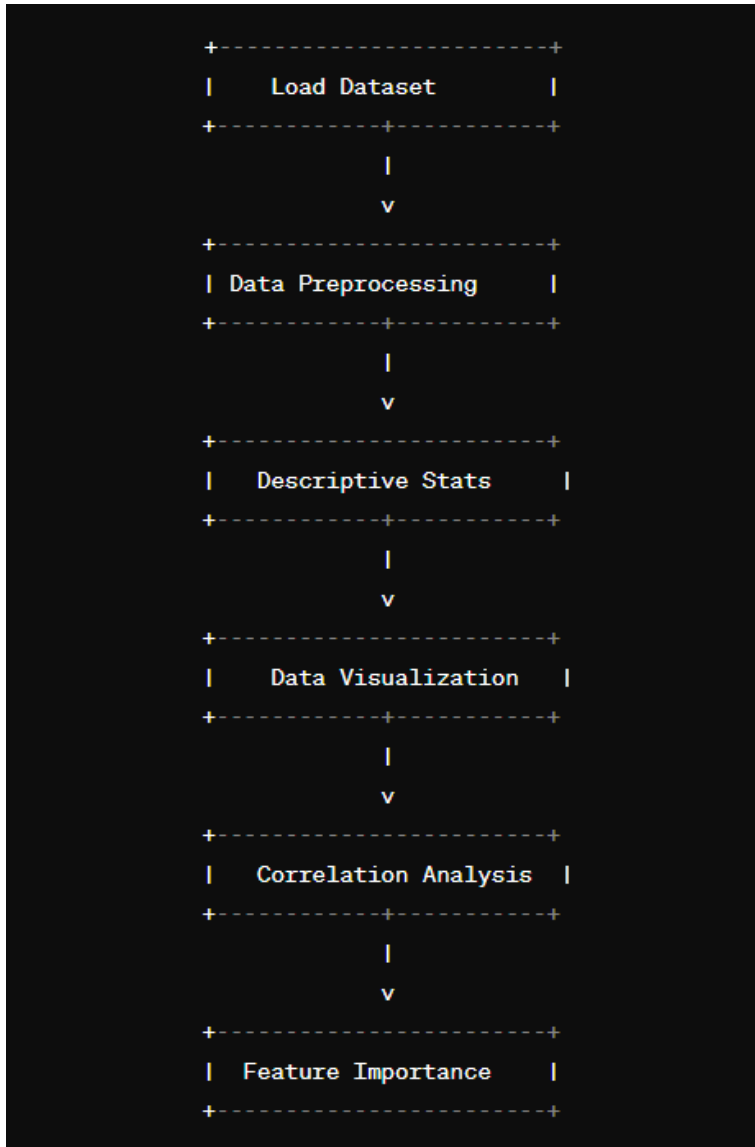 +------------------------+
|    Load Dataset        |
+------------+-----------+
             |
             v
+------------------------+
| Data Preprocessing     |
+------------+-----------+
             |
             v
+------------------------+
|   Descriptive Stats     |
+------------+-----------+
             |
             v
+------------------------+
|    Data Visualization   |
+------------+-----------+
             |
             v
+------------------------+
|   Correlation Analysis  |
+------------+-----------+
             |
             v
+------------------------+
|  Feature Importance    |
+------------------------+